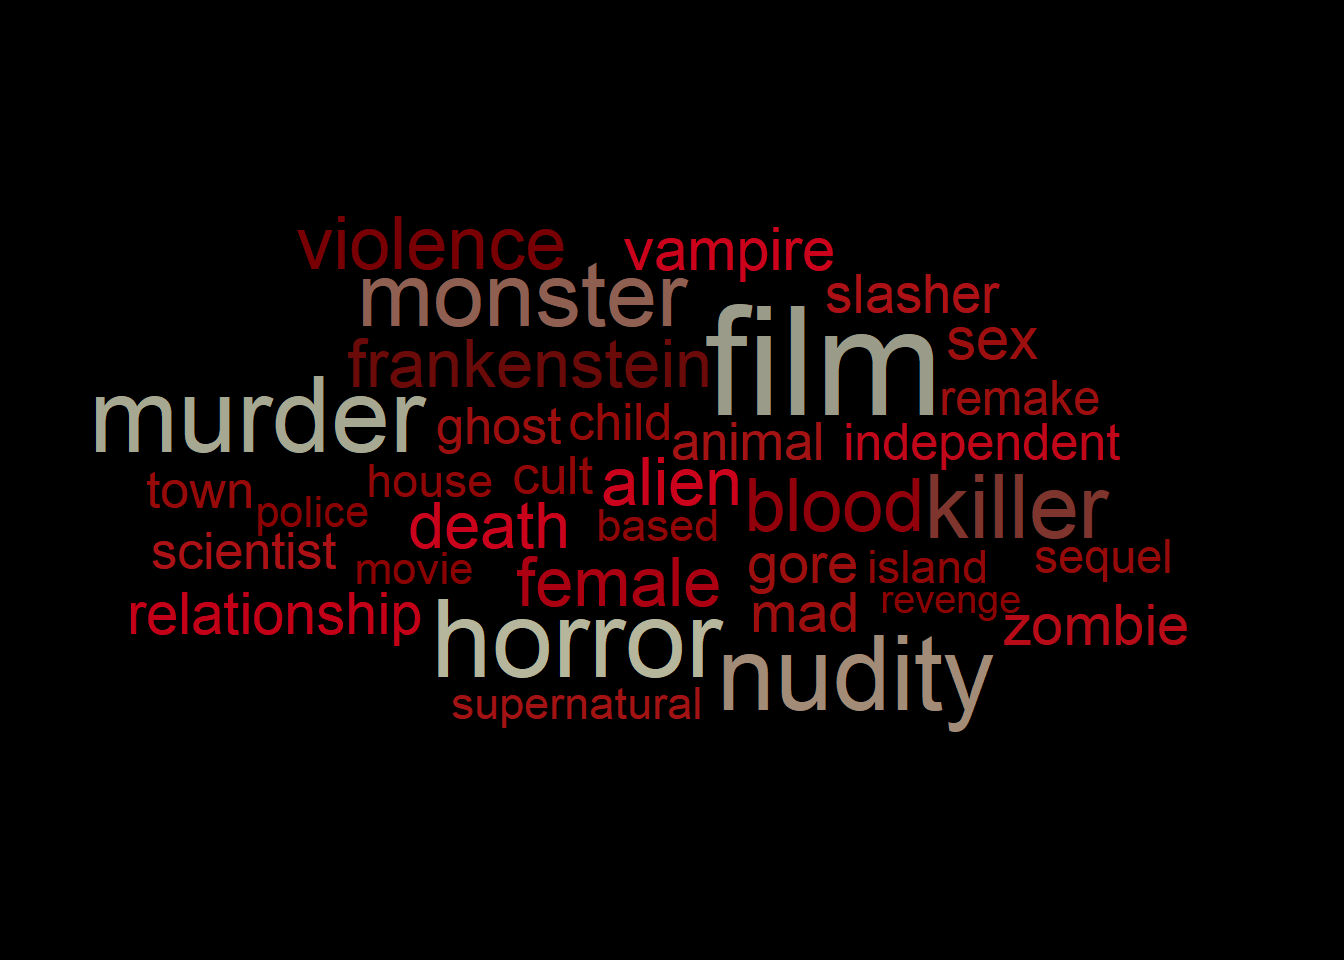 violence
vampire
monster
slasher
film
sex
frankenstein
remake
murder
ghost
child
animal
independent
town
house
cult
alien
blood
killer
police
death
based
scientist
movie
female
gore
island
sequel
relationship
horror
mad
revenge
zombie
nudity
supernatural